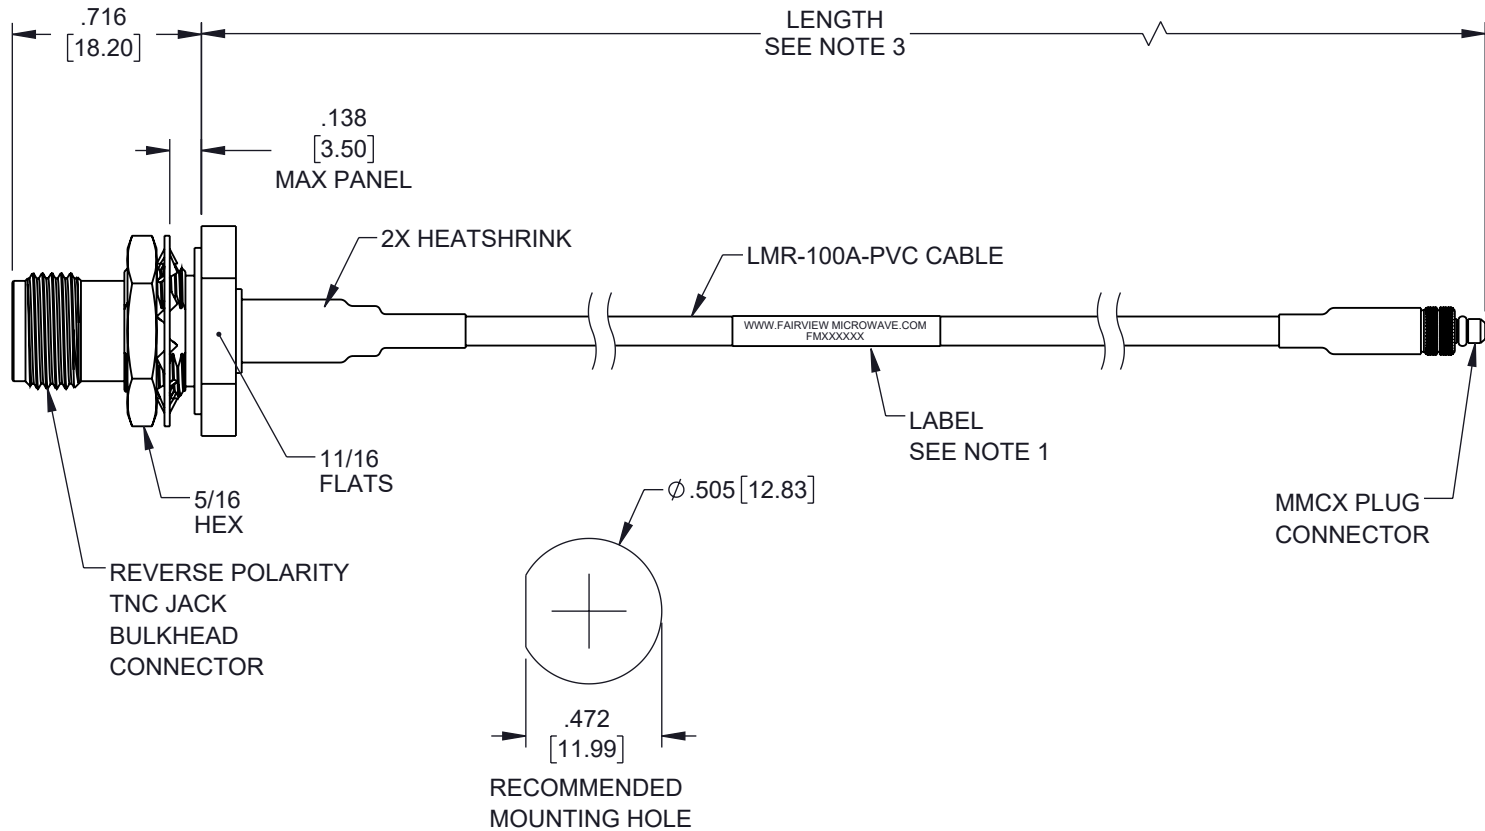 .716
[18.20]
LENGTH
SEE NOTE 3
.138
[3.50]
MAX PANEL
2X HEATSHRINK
LMR-100A-PVC CABLE
WWW.FAIRVIEW MICROWAVE.COM
FMXXXXXX
LABEL
SEE NOTE 1
11/16
FLATS
5/16
HEX
Ø .505 [12.83]
MMCX PLUG
CONNECTOR
REVERSE POLARITY
TNC JACK
BULKHEAD
CONNECTOR
.472
[11.99]
RECOMMENDED
MOUNTING HOLE